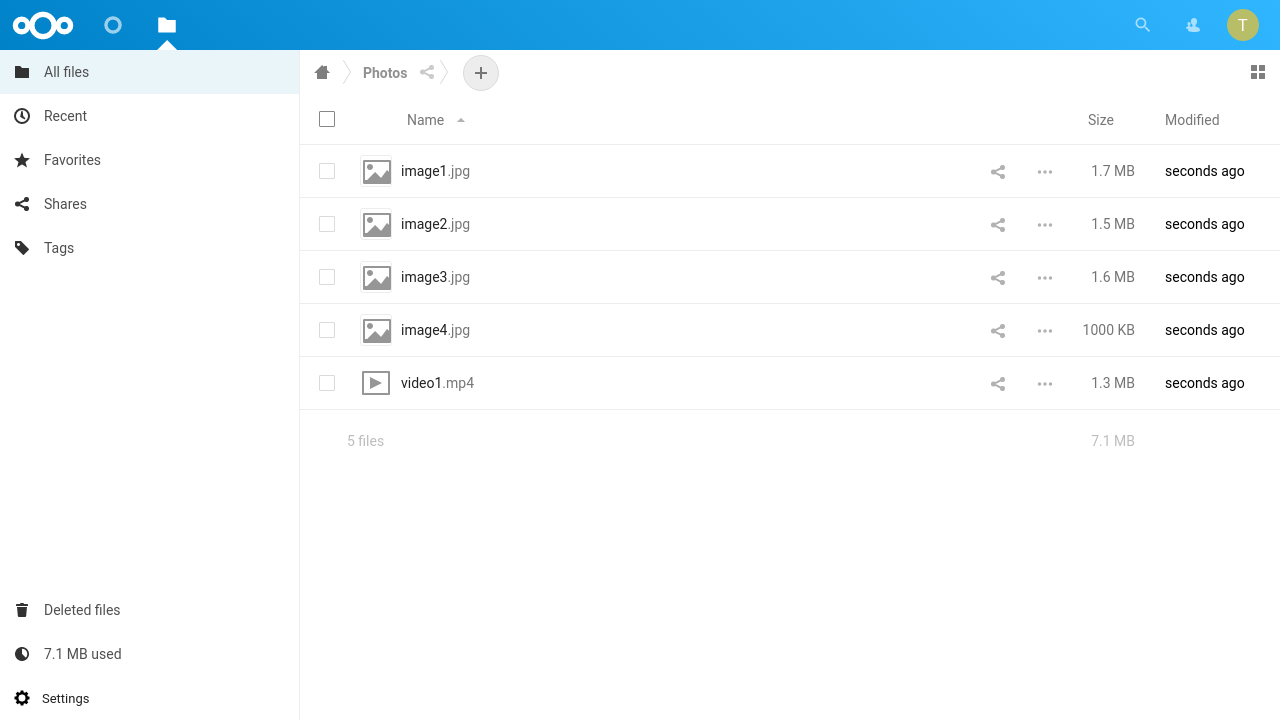 T
All files
Recent
Favorites
Shares
Tags
Deleted files
7.1 MB used
Settings
Photos
Name Size Modified
image1.jpg 1.7 MB seconds ago
image2.jpg 1.5 MB seconds ago
image3.jpg 1.6 MB seconds ago
image4.jpg 1000 KB seconds ago
video1.mp4 1.3 MB seconds ago
5 files 7.1 MB